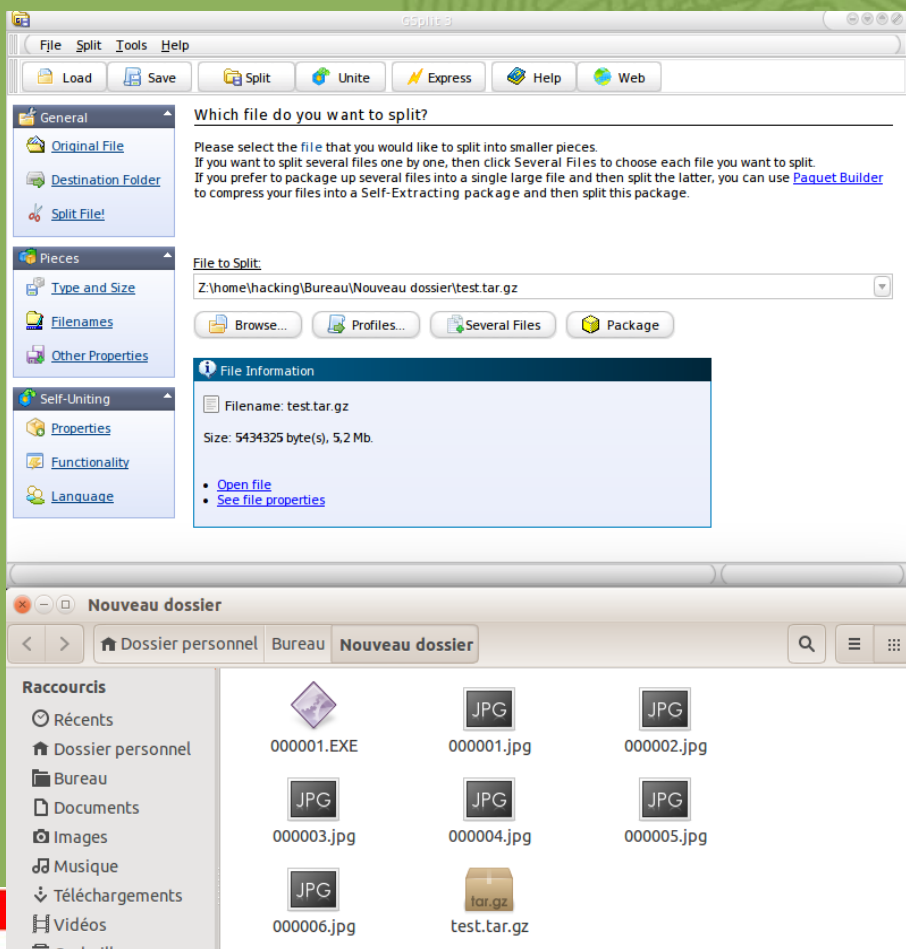 GSplit 3
File Split Tools Help
Load Save Split Unite Express Help Web
General
Original File
Destination Folder
Split File!
Pieces
Type and Size
Filenames
Other Properties
Self-Uniting
Properties
Functionality
Language
Which file do you want to split?
Please select the file that you would like to split into smaller pieces.
If you want to split several files one by one, then click Several Files to choose each file you want to split.
If you prefer to package up several files into a single large file and then split the latter, you can use Paquet Builder
to compress your files into a Self-Extracting package and then split this package.
File to Split:
Z:\home\hacking\Bureau\Nouveau dossier\test.tar.gz
Browse... Profiles... Several Files Package
File Information
Filename: test.tar.gz
Size: 5434325 byte(s), 5,2 Mb.
• Open file
• See file properties
Nouveau dossier
Dossier personnel Bureau Nouveau dossier
Raccourcis
Récents
Dossier personnel
Bureau
Documents
Images
Musique
Téléchargements
Vidéos
000001.EXE
JPG
000001.jpg
JPG
000002.jpg
JPG
000003.jpg
JPG
000004.jpg
JPG
000005.jpg
JPG
000006.jpg
tar.gz
test.tar.gz